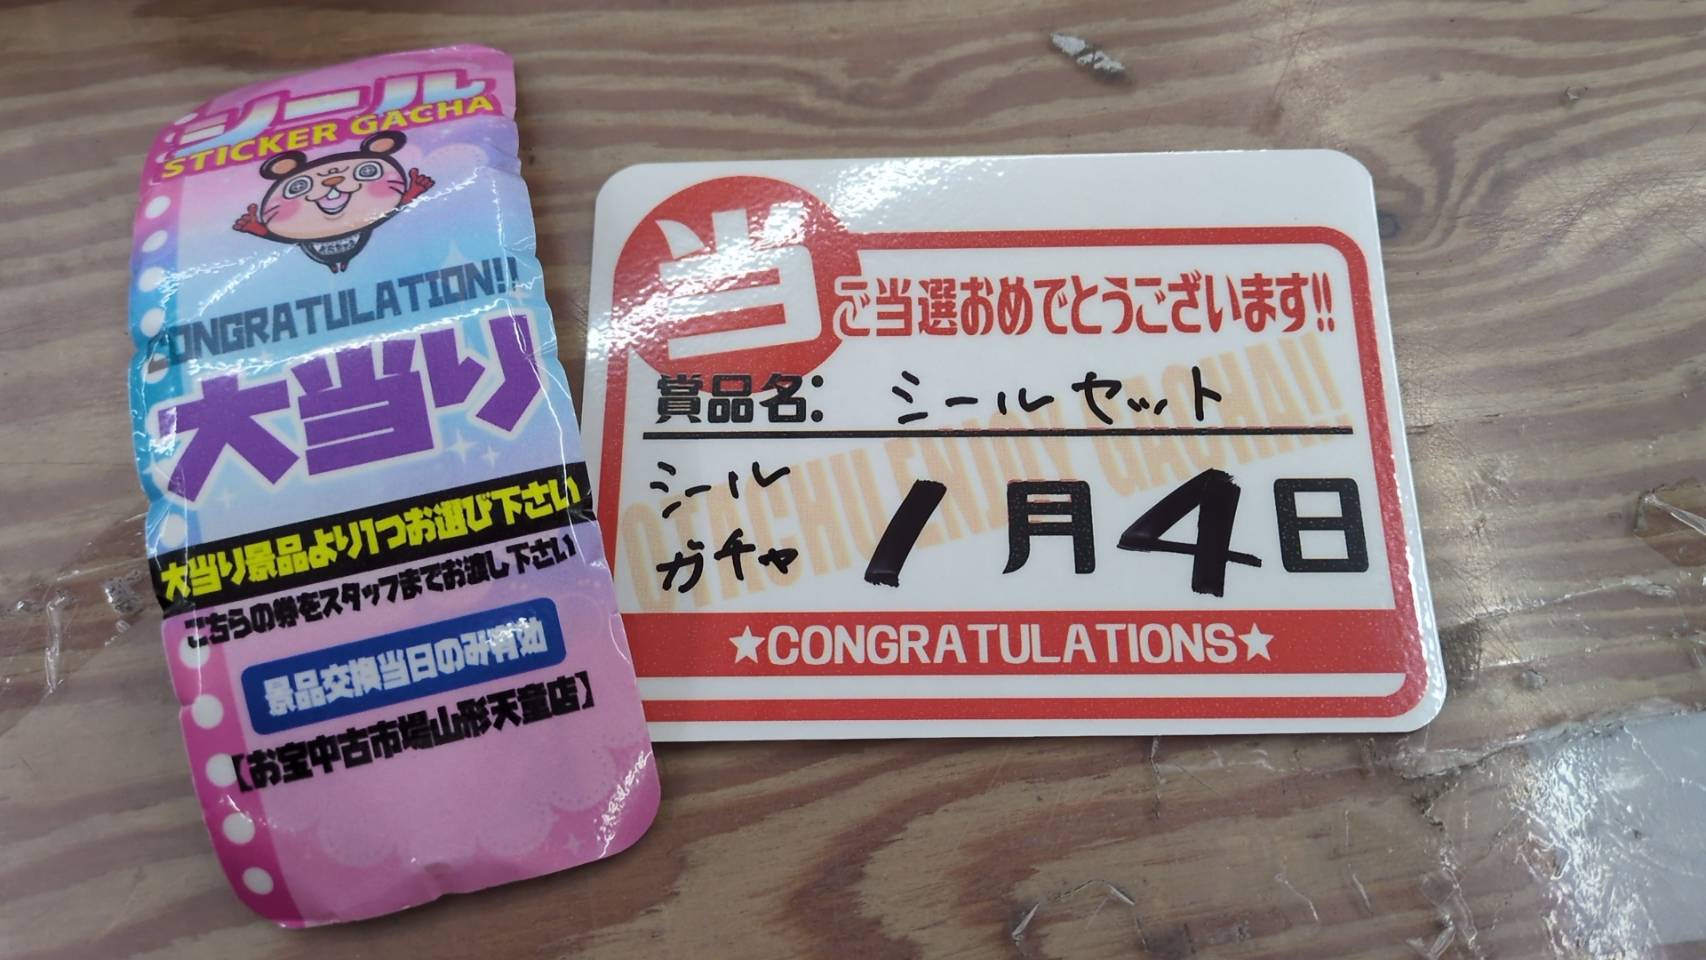 シール
STICKER GACHA
CONGRATULATION!!
大当り
大当り景品より1つお選び下さい
こちらの券をスタッフまでお渡し下さい
景品交換当日のみ有効
【お宝中古市場山形天童店】
当
ご当選おめでとうございます!!
賞品名: シールセット
シール
ガチャ
1月4日
OTACHU ENJOY GACHA!!
★CONGRATULATIONS★